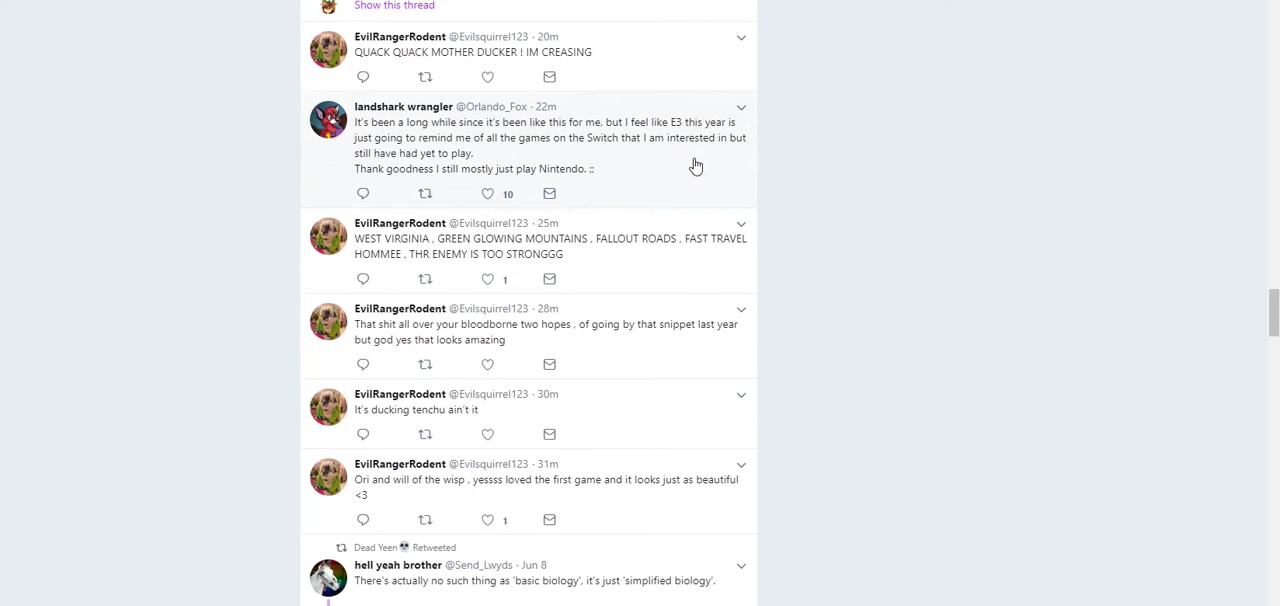 Show this thread
EvilRangerRodent @Evilsquirrel123 · 20m
QUACK QUACK MOTHER DUCKER ! IM CREASING
landshark wrangler @Orlando_Fox · 22m
It's been a long while since it's been like this for me, but I feel like E3 this year is
just going to remind me of all the games on the Switch that I am interested in but
still have had yet to play.
Thank goodness I still mostly just play Nintendo. ;;
10
EvilRangerRodent @Evilsquirrel123 · 25m
WEST VIRGINIA , GREEN GLOWING MOUNTAINS , FALLOUT ROADS , FAST TRAVEL
HOMMEE , THR ENEMY IS TOO STRONGGG
1
EvilRangerRodent @Evilsquirrel123 · 28m
That shit all over your bloodborne two hopes , of going by that snippet last year
but god yes that looks amazing
EvilRangerRodent @Evilsquirrel123 · 30m
It's ducking tenchu ain't it
EvilRangerRodent @Evilsquirrel123 · 31m
Ori and will of the wisp , yessss loved the first game and it looks just as beautiful
<3
1
Dead Yeen💀 Retweeted
hell yeah brother @Send_Lwyds · Jun 8
There's actually no such thing as 'basic biology', it's just 'simplified biology'.